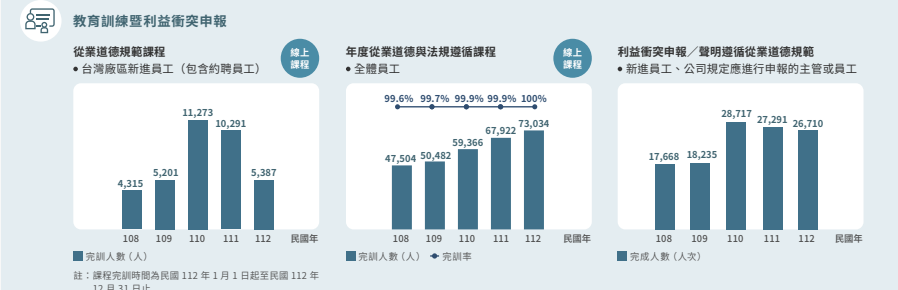 教育訓練暨利益衝突申報
從業道德規範課程
• 台灣廠區新進員工（包含約聘員工）
線上
課程
11,273
10,291
5,201
5,387
4,315
108 109 110 111 112 民國年
完訓人數（人）
註：課程完訓時間為民國 112 年 1 月 1 日起至民國 112 年
12 月 31 日止
年度從業道德與法規遵循課程
• 全體員工
線上
課程
99.6% 99.7% 99.9% 99.9% 100%
73,034
67,922
59,366
47,504 50,482
108 109 110 111 112 民國年
完訓人數（人） 完訓率
利益衝突申報／聲明遵循從業道德規範
• 新進員工、公司規定應進行申報的主管或員工
28,717
27,291 26,710
17,668 18,235
108 109 110 111 112 民國年
完成人數（人次）